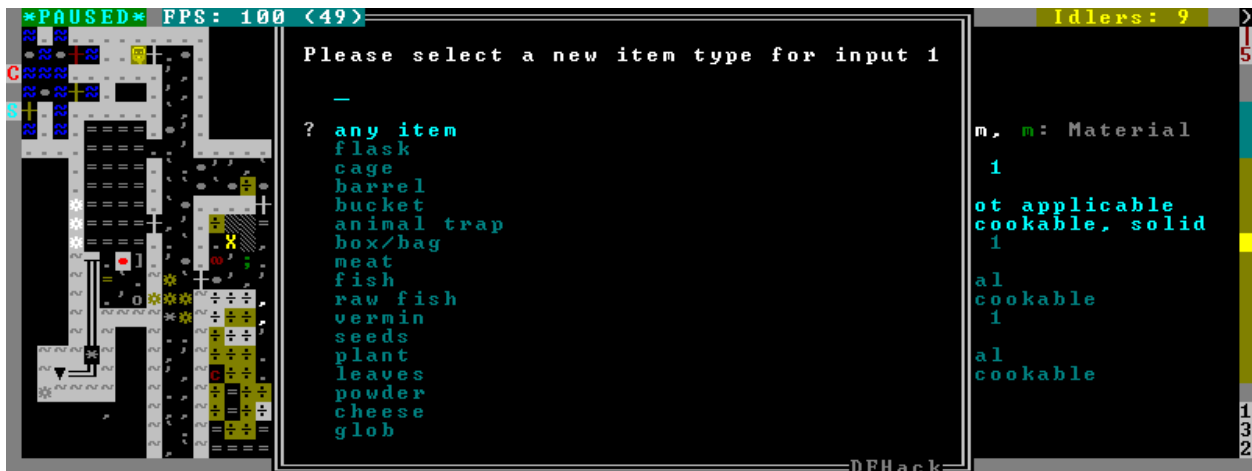 *PAUSED* FPS: 100 (49) Idlers: 9
Please select a new item type for input 1
? any item
m, m: Material
flask
cage
1
barrel
bucket
ot applicable
animal trap
cookable, solid
box/bag
1
meat
fish
al
raw fish
cookable
vermin
1
seeds
plant
al
leaves
cookable
powder
cheese
glob
DFHack
5
132